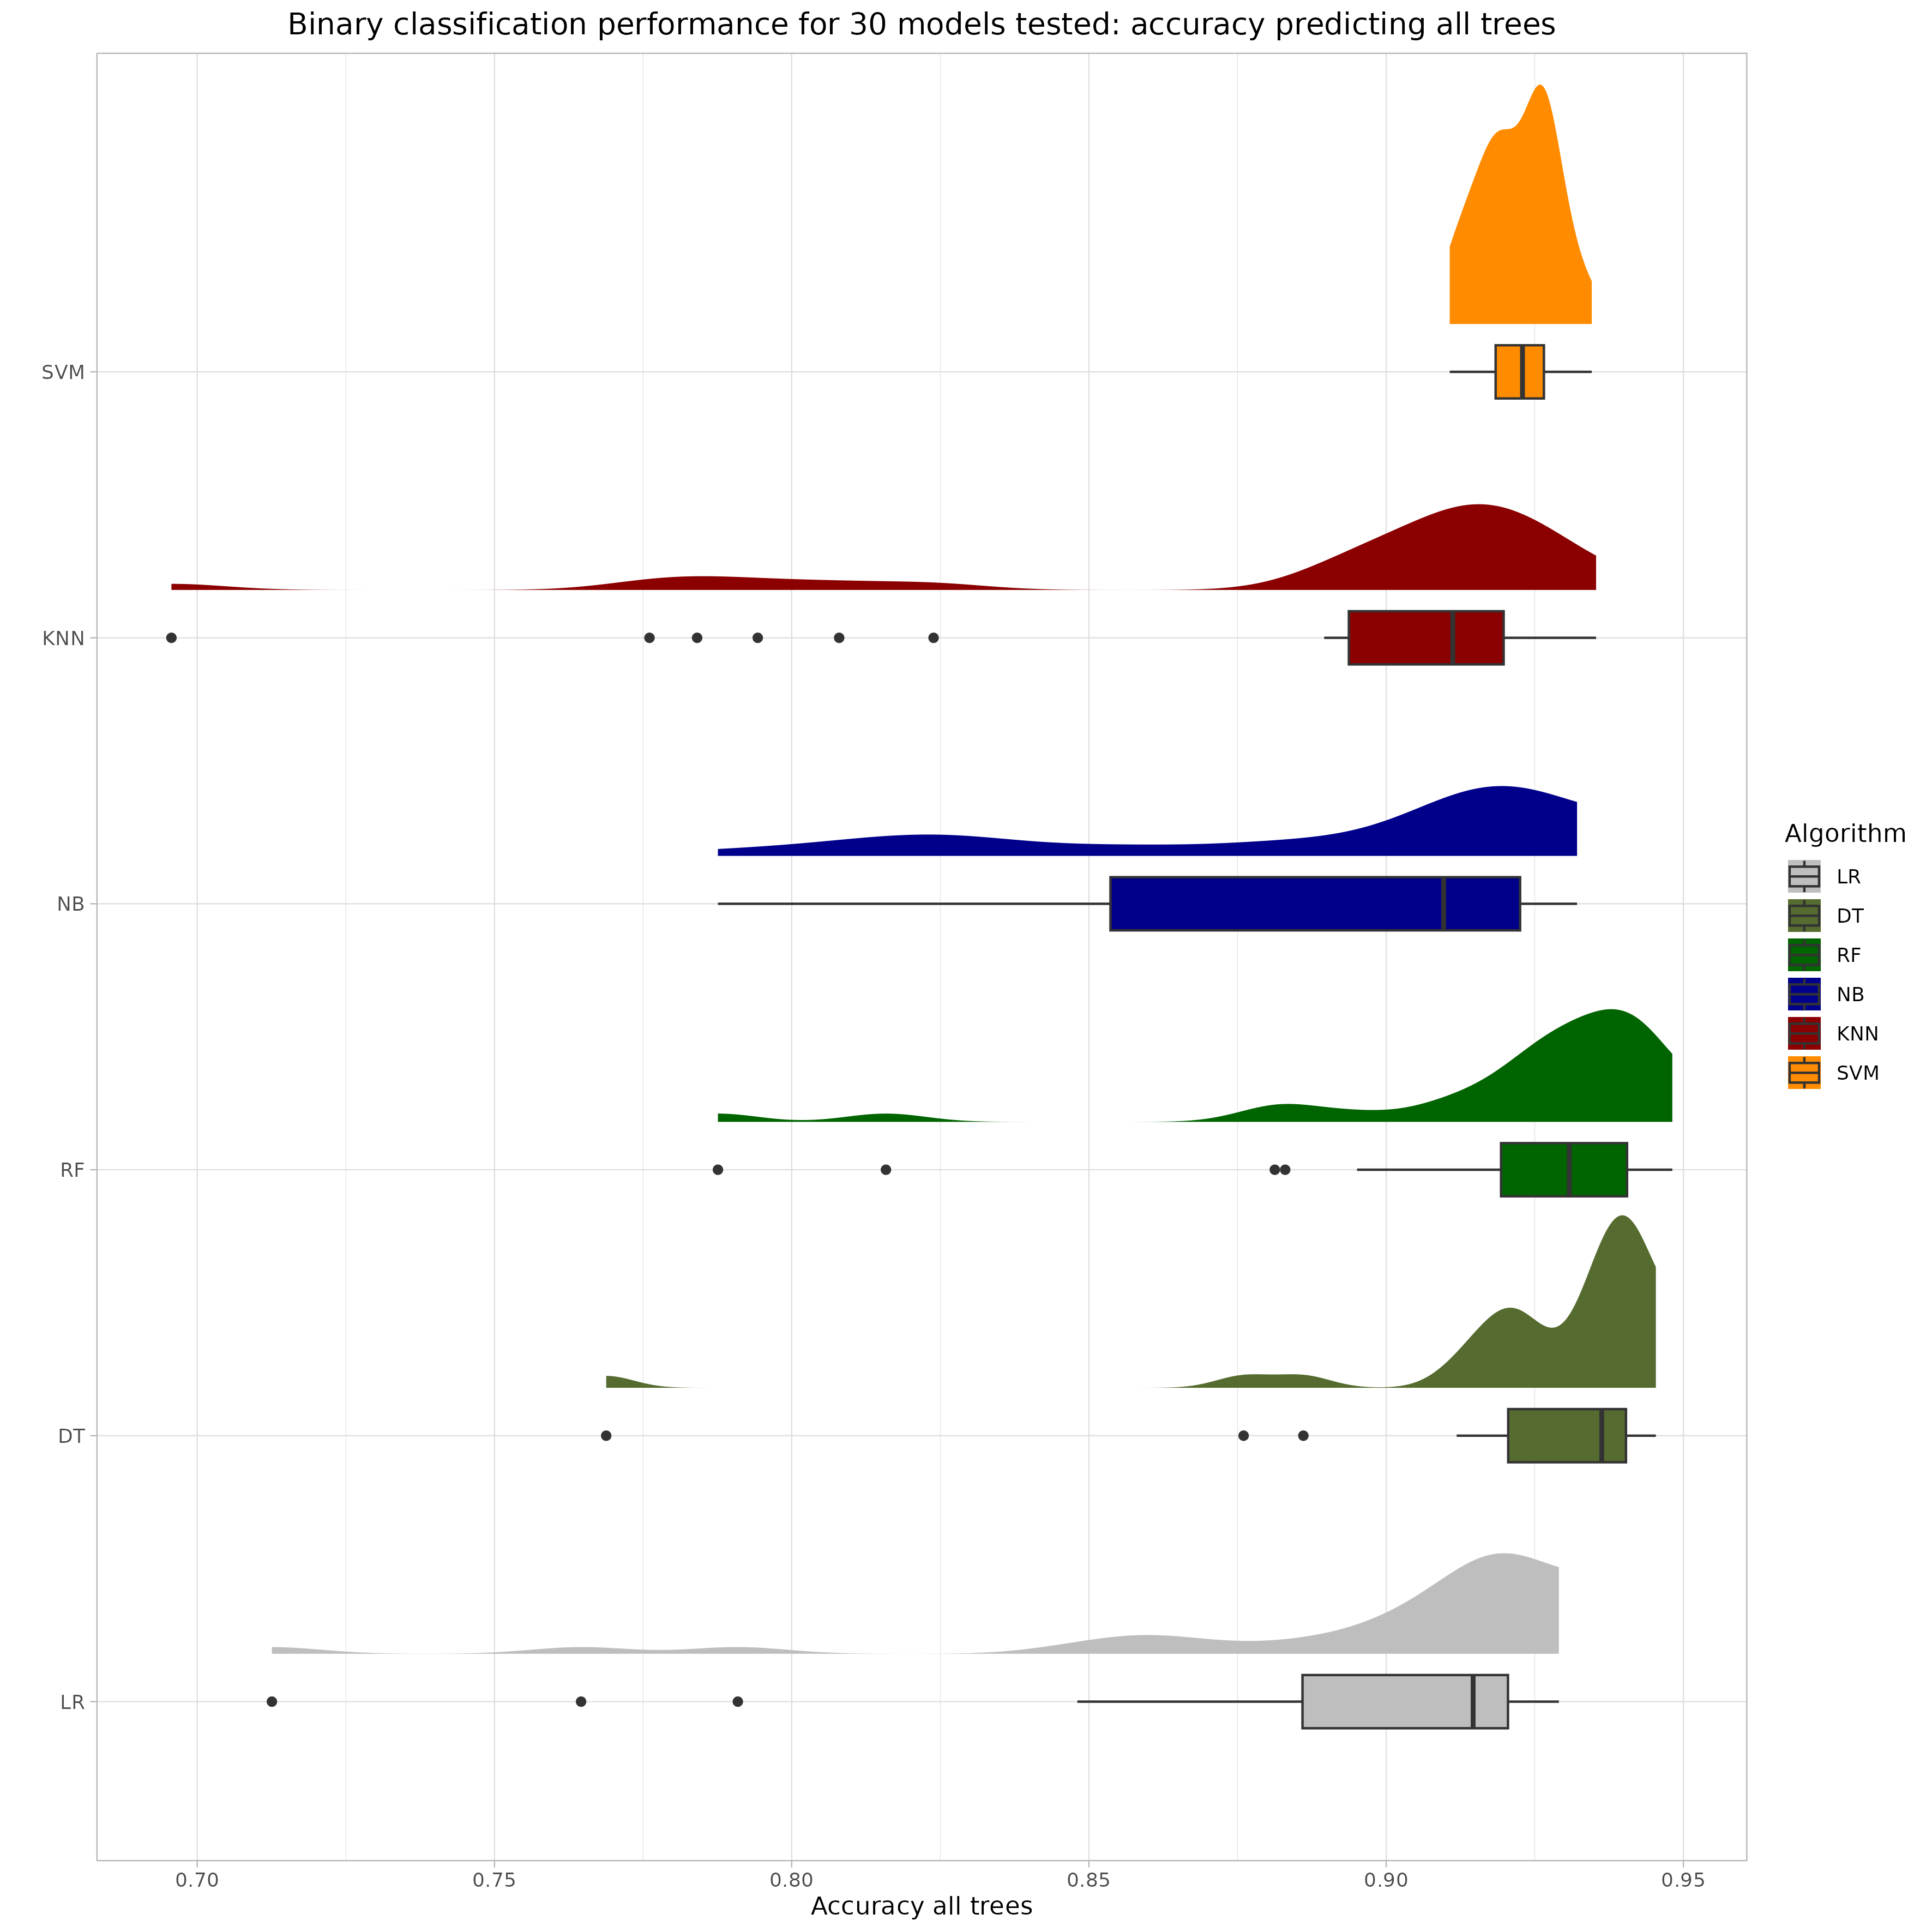 Binary classification performance for 30 models tested: accuracy predicting all trees
SVM
KNN
NB
RF
DT
LR
0.70 0.75 0.80 0.85 0.90 0.95
Accuracy all trees
Algorithm
LR
DT
RF
NB
KNN
SVM